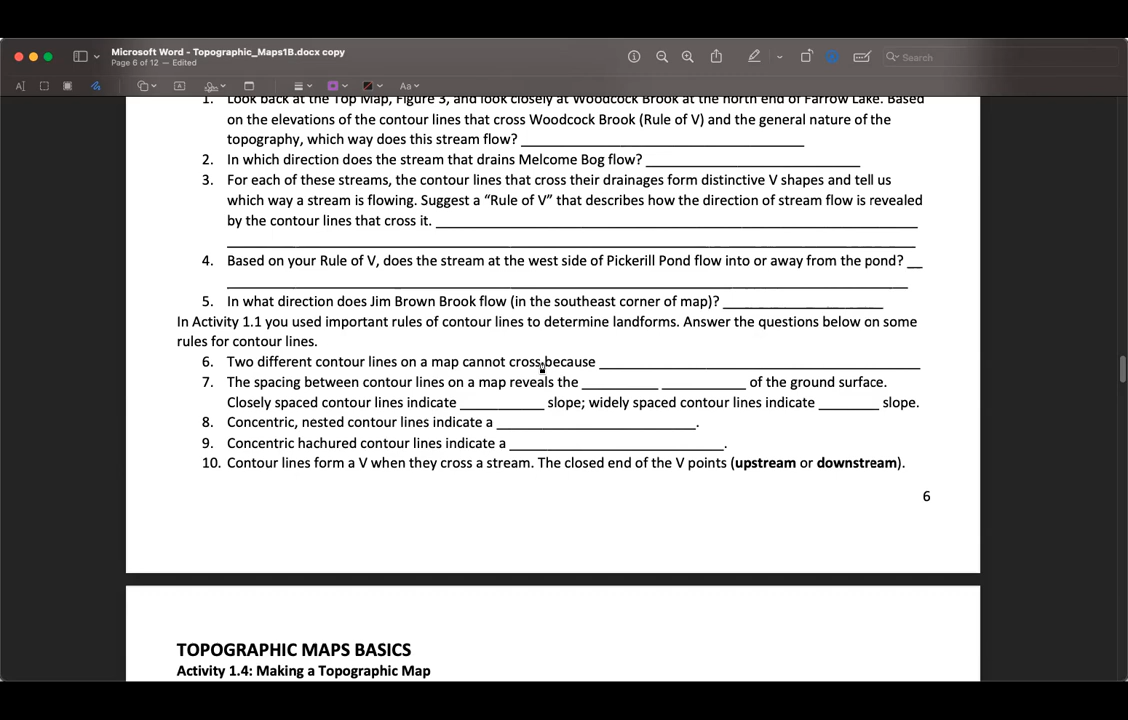 Microsoft Word - Topographic_Maps1B.docx copy
Page 6 of 12 — Edited
Search
Aa
1. Look back at the Top Map, Figure 3, and look closely at Woodcock Brook at the north end of Farrow Lake. Based
on the elevations of the contour lines that cross Woodcock Brook (Rule of V) and the general nature of the
topography, which way does this stream flow? ____________________
2. In which direction does the stream that drains Melcome Bog flow? ____________________
3. For each of these streams, the contour lines that cross their drainages form distinctive V shapes and tell us
which way a stream is flowing. Suggest a “Rule of V” that describes how the direction of stream flow is revealed
by the contour lines that cross it. ____________________
____________________
4. Based on your Rule of V, does the stream at the west side of Pickerill Pond flow into or away from the pond? __
____________________
5. In what direction does Jim Brown Brook flow (in the southeast corner of map)? ____________________
In Activity 1.1 you used important rules of contour lines to determine landforms. Answer the questions below on some
rules for contour lines.
6. Two different contour lines on a map cannot cross because ____________________
7. The spacing between contour lines on a map reveals the __________ ___________ of the ground surface.
Closely spaced contour lines indicate ___________ slope; widely spaced contour lines indicate ________ slope.
8. Concentric, nested contour lines indicate a ____________________.
9. Concentric hachured contour lines indicate a ____________________.
10. Contour lines form a V when they cross a stream. The closed end of the V points (upstream or downstream).
6
TOPOGRAPHIC MAPS BASICS
Activity 1.4: Making a Topographic Map